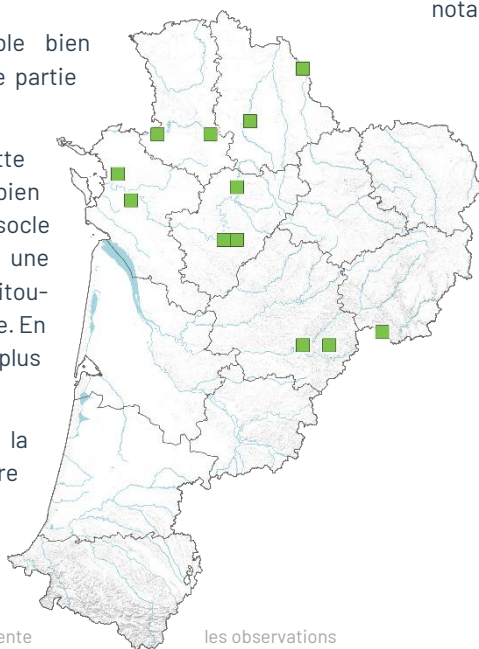 nota
ble bien
e partie
tte
bien
socle
une
itou-
e. En
plus
la
re
ente
les observations